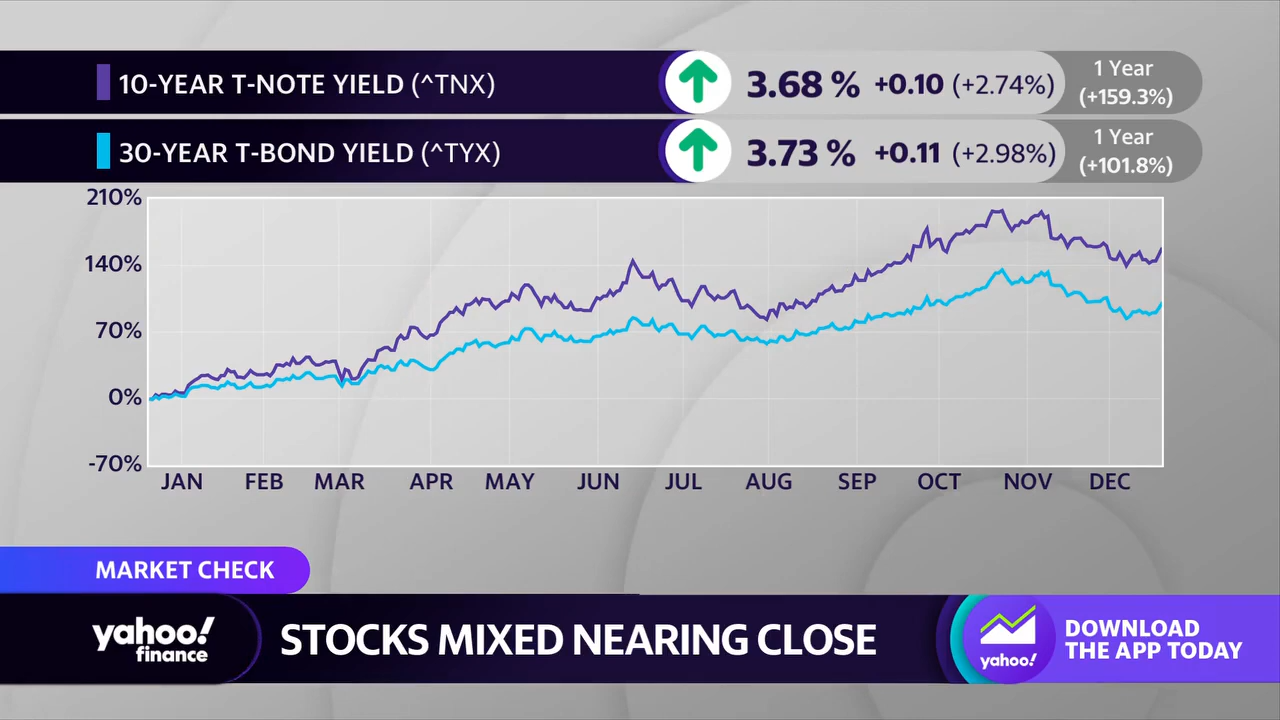 10-YEAR T-NOTE YIELD (^TNX) 3.68 % +0.10 (+2.74%) 1 Year
(+159.3%)
30-YEAR T-BOND YIELD (^TYX) 3.73 % +0.11 (+2.98%) 1 Year
(+101.8%)
210%
140%
70%
0%
-70%
JAN FEB MAR APR MAY JUN JUL AUG SEP OCT NOV DEC
MARKET CHECK
yahoo!
finance
STOCKS MIXED NEARING CLOSE
yahoo!
DOWNLOAD
THE APP TODAY